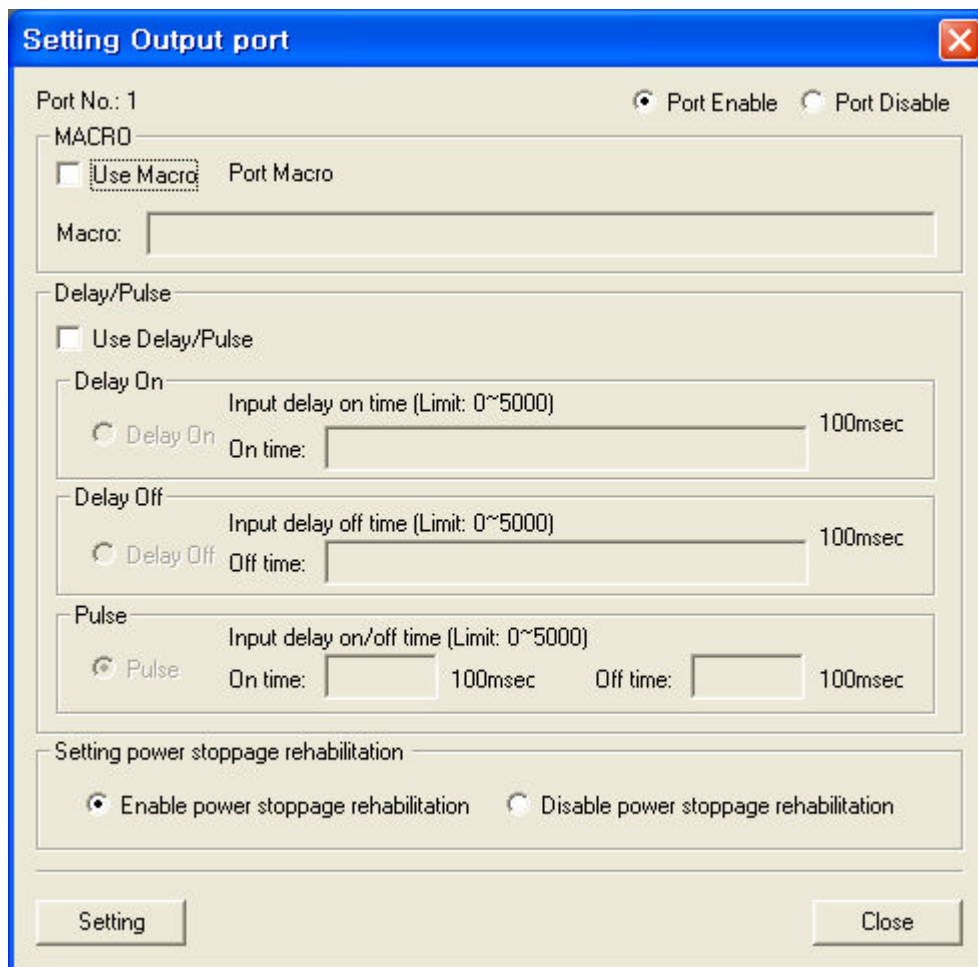 Setting Output port
Port No.: 1
Port Enable
Port Disable
MACRO
Use Macro
Port Macro
Macro:
Delay/Pulse
Use Delay/Pulse
Delay On
Input delay on time (Limit: 0~5000)
Delay On
On time:
100msec
Delay Off
Input delay off time (Limit: 0~5000)
Delay Off
Off time:
100msec
Pulse
Input delay on/off time (Limit: 0~5000)
Pulse
On time:
100msec
Off time:
100msec
Setting power stoppage rehabilitation
Enable power stoppage rehabilitation
Disable power stoppage rehabilitation
Setting
Close